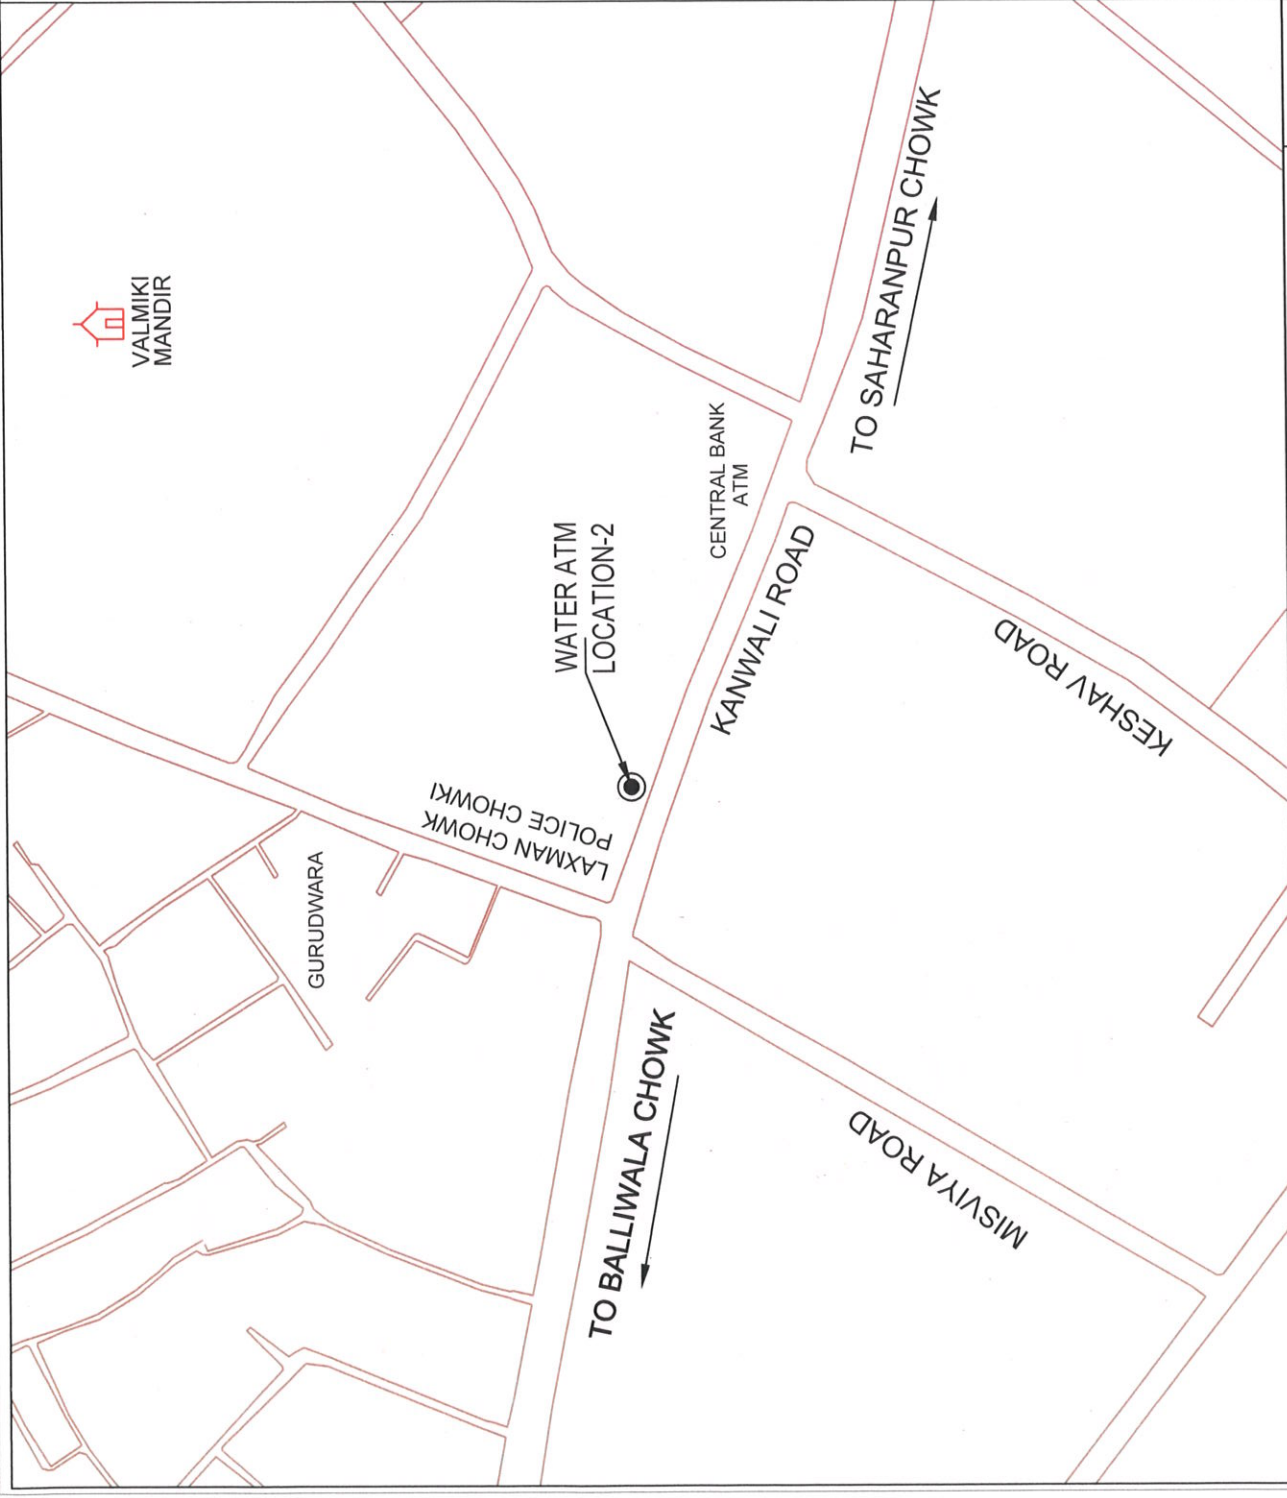 VALMIKI
MANDIR
GURUDWARA
LAXMAN CHOWK
POLICE CHOWKI
WATER ATM
LOCATION-2
CENTRAL BANK
ATM
KANWALI ROAD
TO SAHARANPUR CHOWK
TO BALLIWALA CHOWK
KESHAV ROAD
MISVIYA ROAD